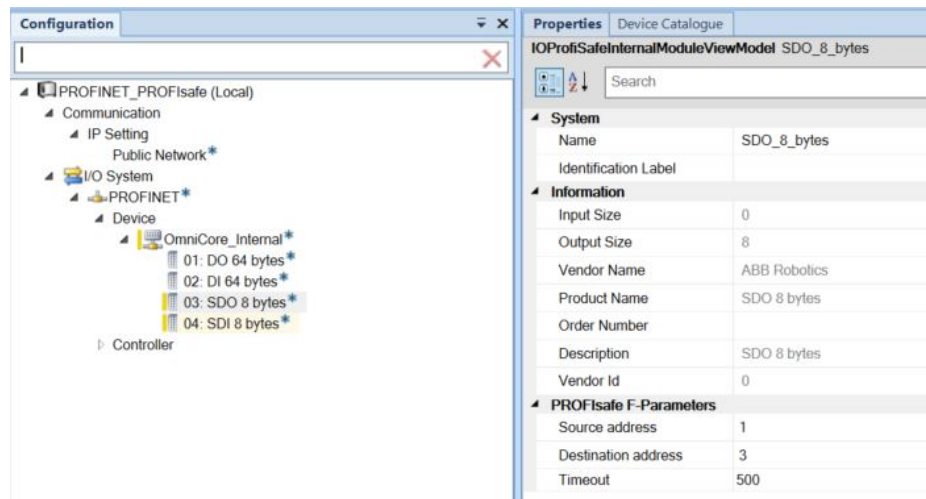 Configuration
PROFINET_PROFIsafe (Local)
Communication
IP Setting
Public Network*
I/O System
PROFINET*
Device
OmniCore_Internal*
01: DO 64 bytes*
02: DI 64 bytes*
03: SDO 8 bytes*
04: SDI 8 bytes*
Controller
Properties Device Catalogue
IOProfiSafeInternalModuleViewModel SDO_8_bytes
Search
System
Name SDO_8_bytes
Identification Label
Information
Input Size 0
Output Size 8
Vendor Name ABB Robotics
Product Name SDO 8 bytes
Order Number
Description SDO 8 bytes
Vendor Id 0
PROFIsafe F-Parameters
Source address 1
Destination address 3
Timeout 500